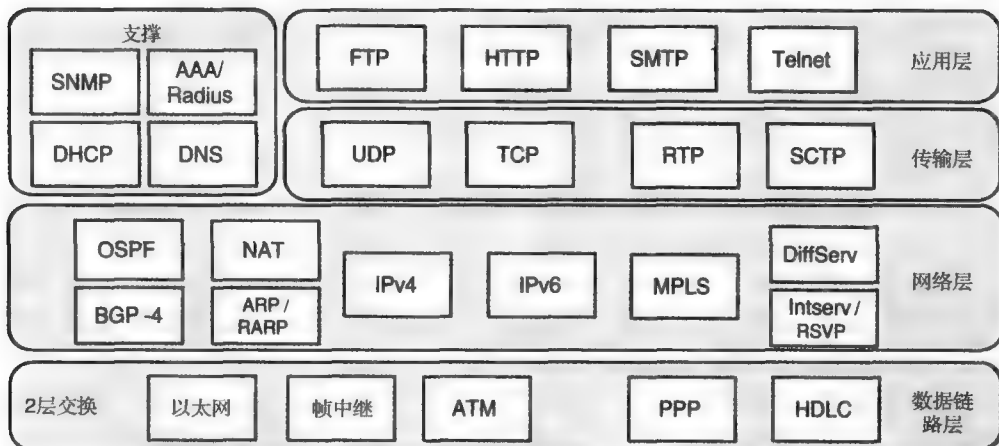 支撑
SNMP
AAA/
Radius
DHCP
DNS
FTP
HTTP
SMTP
Telnet
应用层
UDP
TCP
RTP
SCTP
传输层
OSPF
NAT
BGP -4
ARP /
RARP
IPv4
IPv6
MPLS
DiffServ
Intserv /
RSVP
网络层
2层交换
以太网
帧中继
ATM
PPP
HDLC
数据链
路层